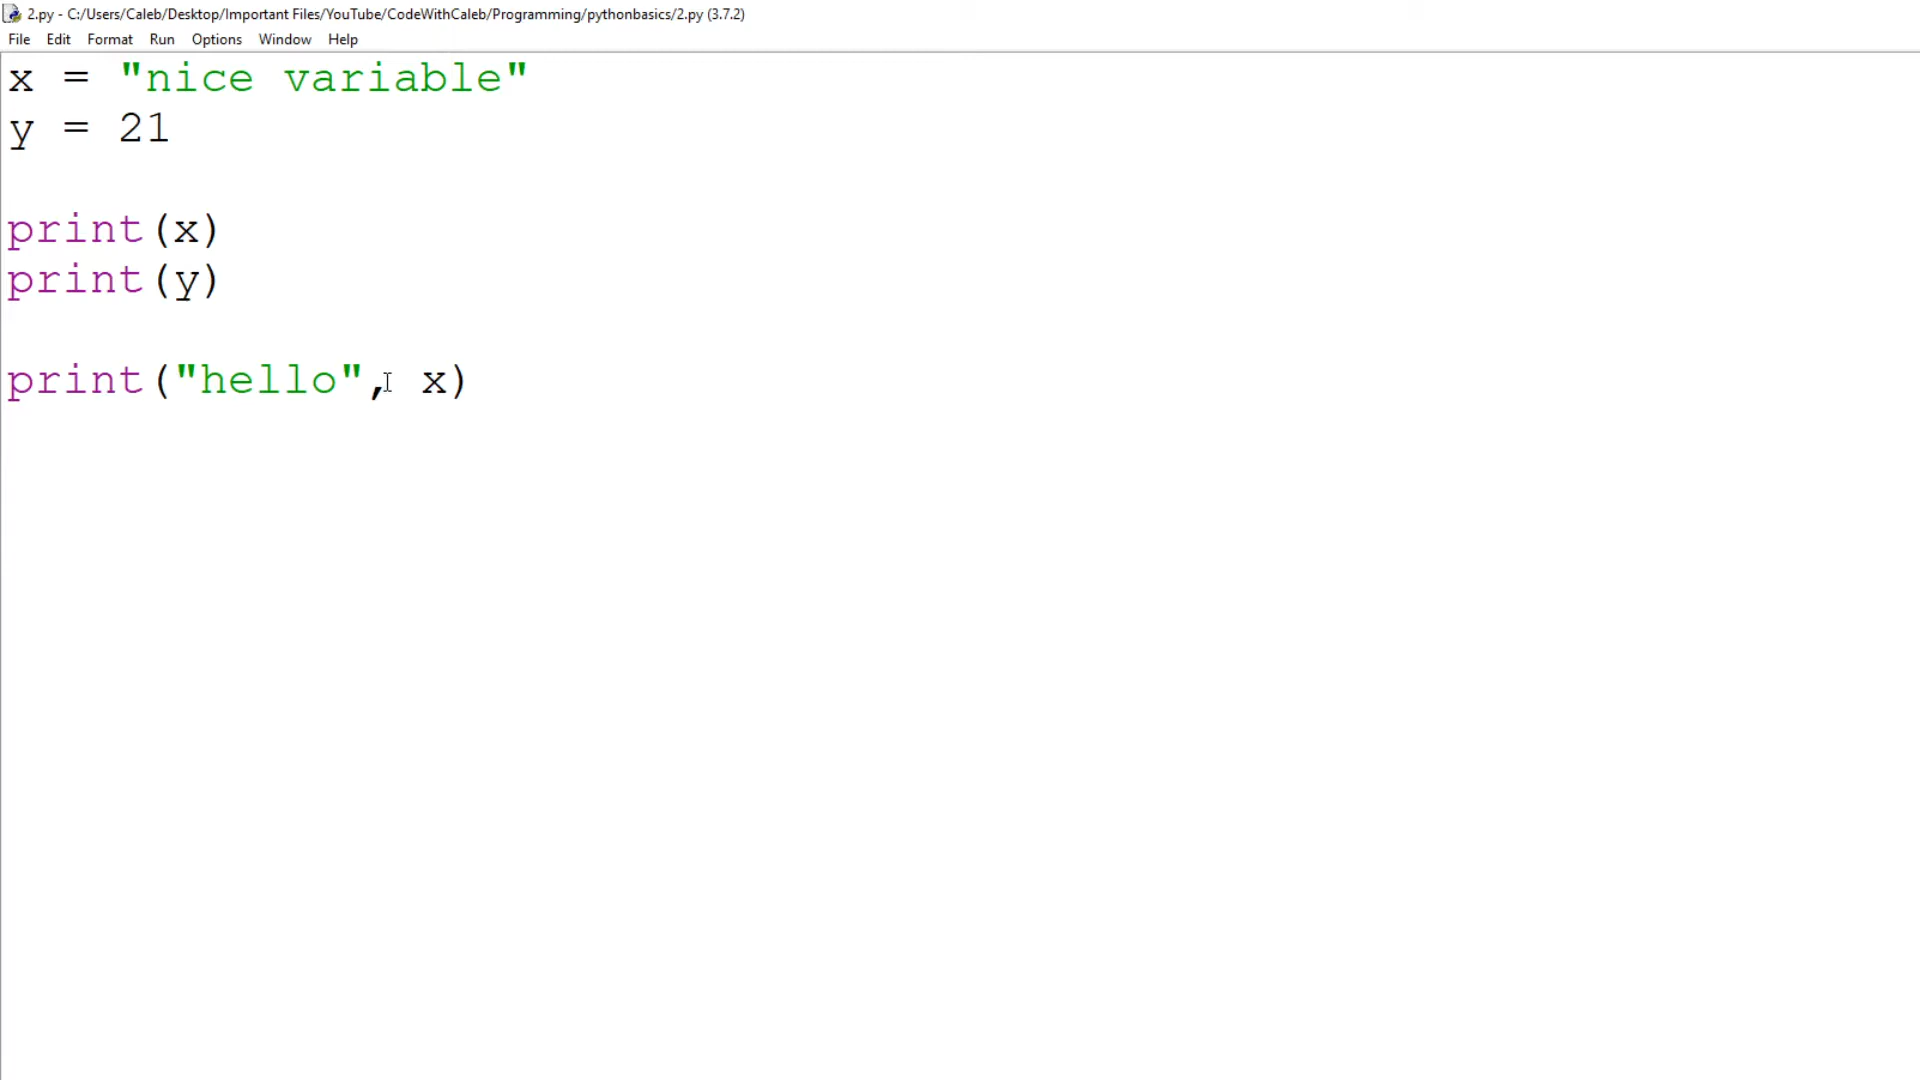 2.py - C:/Users/Caleb/Desktop/Important Files/YouTube/CodeWithCaleb/Programming/pythonbasics/2.py (3.7.2)
File Edit Format Run Options Window Help
x = "nice variable"
y = 21
print(x)
print(y)
print("hello", x)